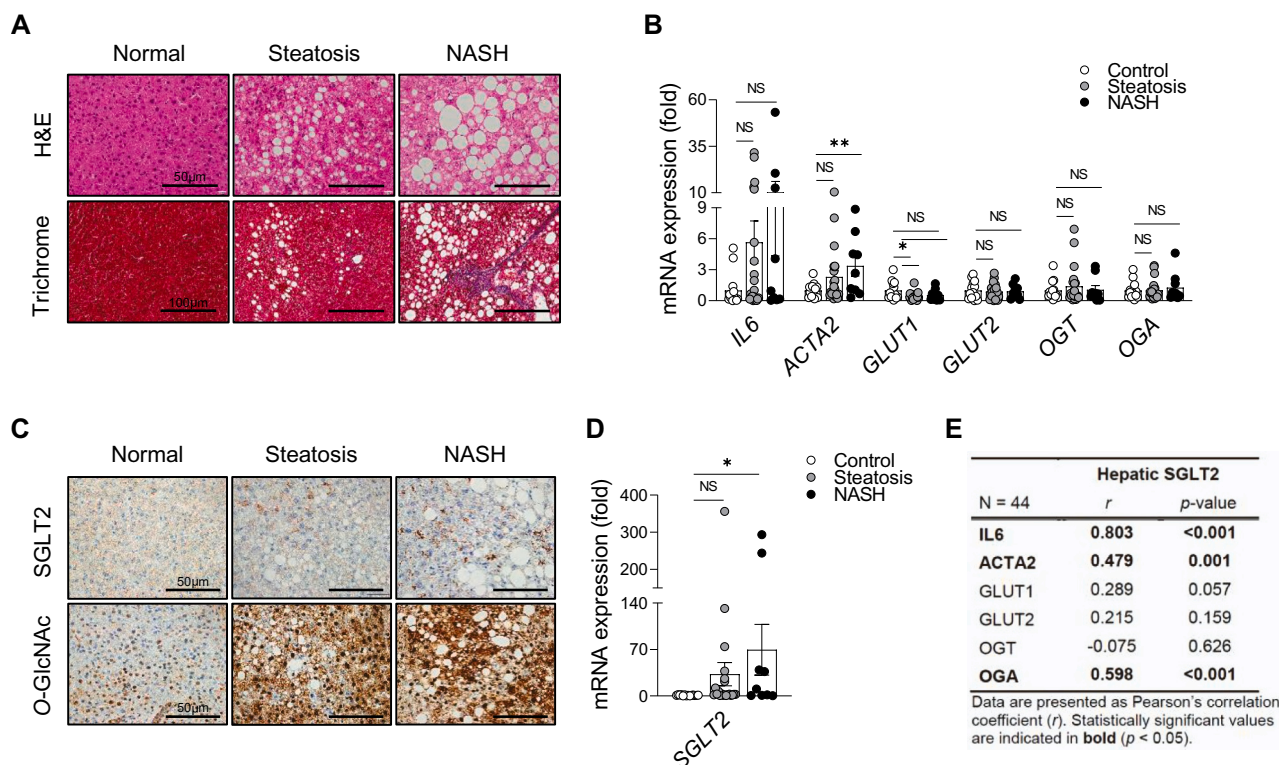 A
Normal Steatosis NASH
H&E
50µm
Trichrome
100µm
B
Control
Steatosis
NASH
mRNA expression (fold)
60
35
10
9
6
3
0
NS
NS
**
NS
NS
*
NS
NS
NS
NS
NS
NS
IL6 ACTA2 GLUT1 GLUT2 OGT OGA
C
Normal Steatosis NASH
SGLT2
50µm
O-GlcNAc
50µm
D
Control
Steatosis
NASH
mRNA expression (fold)
400
300
200
140
70
0
*
NS
SGLT2
E
Hepatic SGLT2
N = 44 r p-value
IL6 0.803 <0.001
ACTA2 0.479 0.001
GLUT1 0.289 0.057
GLUT2 0.215 0.159
OGT -0.075 0.626
OGA 0.598 <0.001
Data are presented as Pearson's correlation
coefficient (r). Statistically significant values
are indicated in bold (p < 0.05).